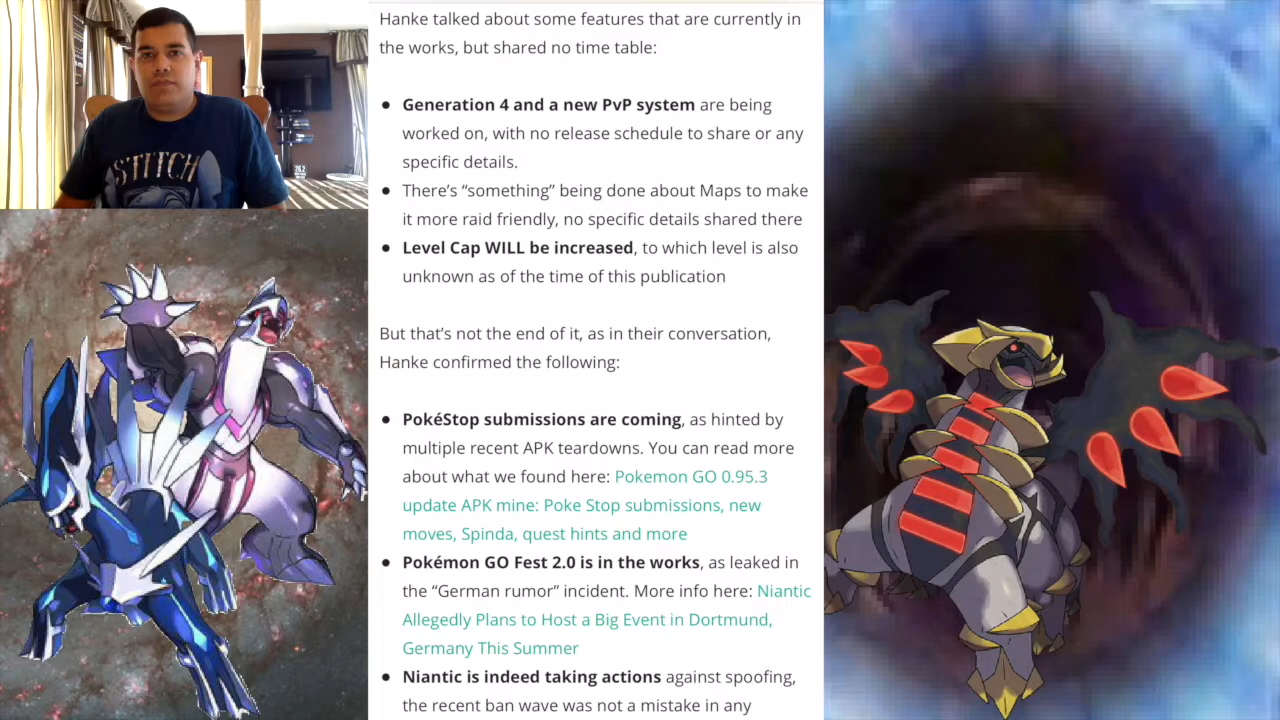 STITCH
Hanke talked about some features that are currently in
the works, but shared no time table:
● Generation 4 and a new PvP system are being
worked on, with no release schedule to share or any
specific details.
● There's “something” being done about Maps to make
it more raid friendly, no specific details shared there
● Level Cap WILL be increased, to which level is also
unknown as of the time of this publication
But that's not the end of it, as in their conversation,
Hanke confirmed the following:
● PokéStop submissions are coming, as hinted by
multiple recent APK teardowns. You can read more
about what we found here: Pokemon GO 0.95.3
update APK mine: Poke Stop submissions, new
moves, Spinda, quest hints and more
● Pokémon GO Fest 2.0 is in the works, as leaked in
the “German rumor” incident. More info here: Niantic
Allegedly Plans to Host a Big Event in Dortmund,
Germany This Summer
● Niantic is indeed taking actions against spoofing,
the recent ban wave was not a mistake in any